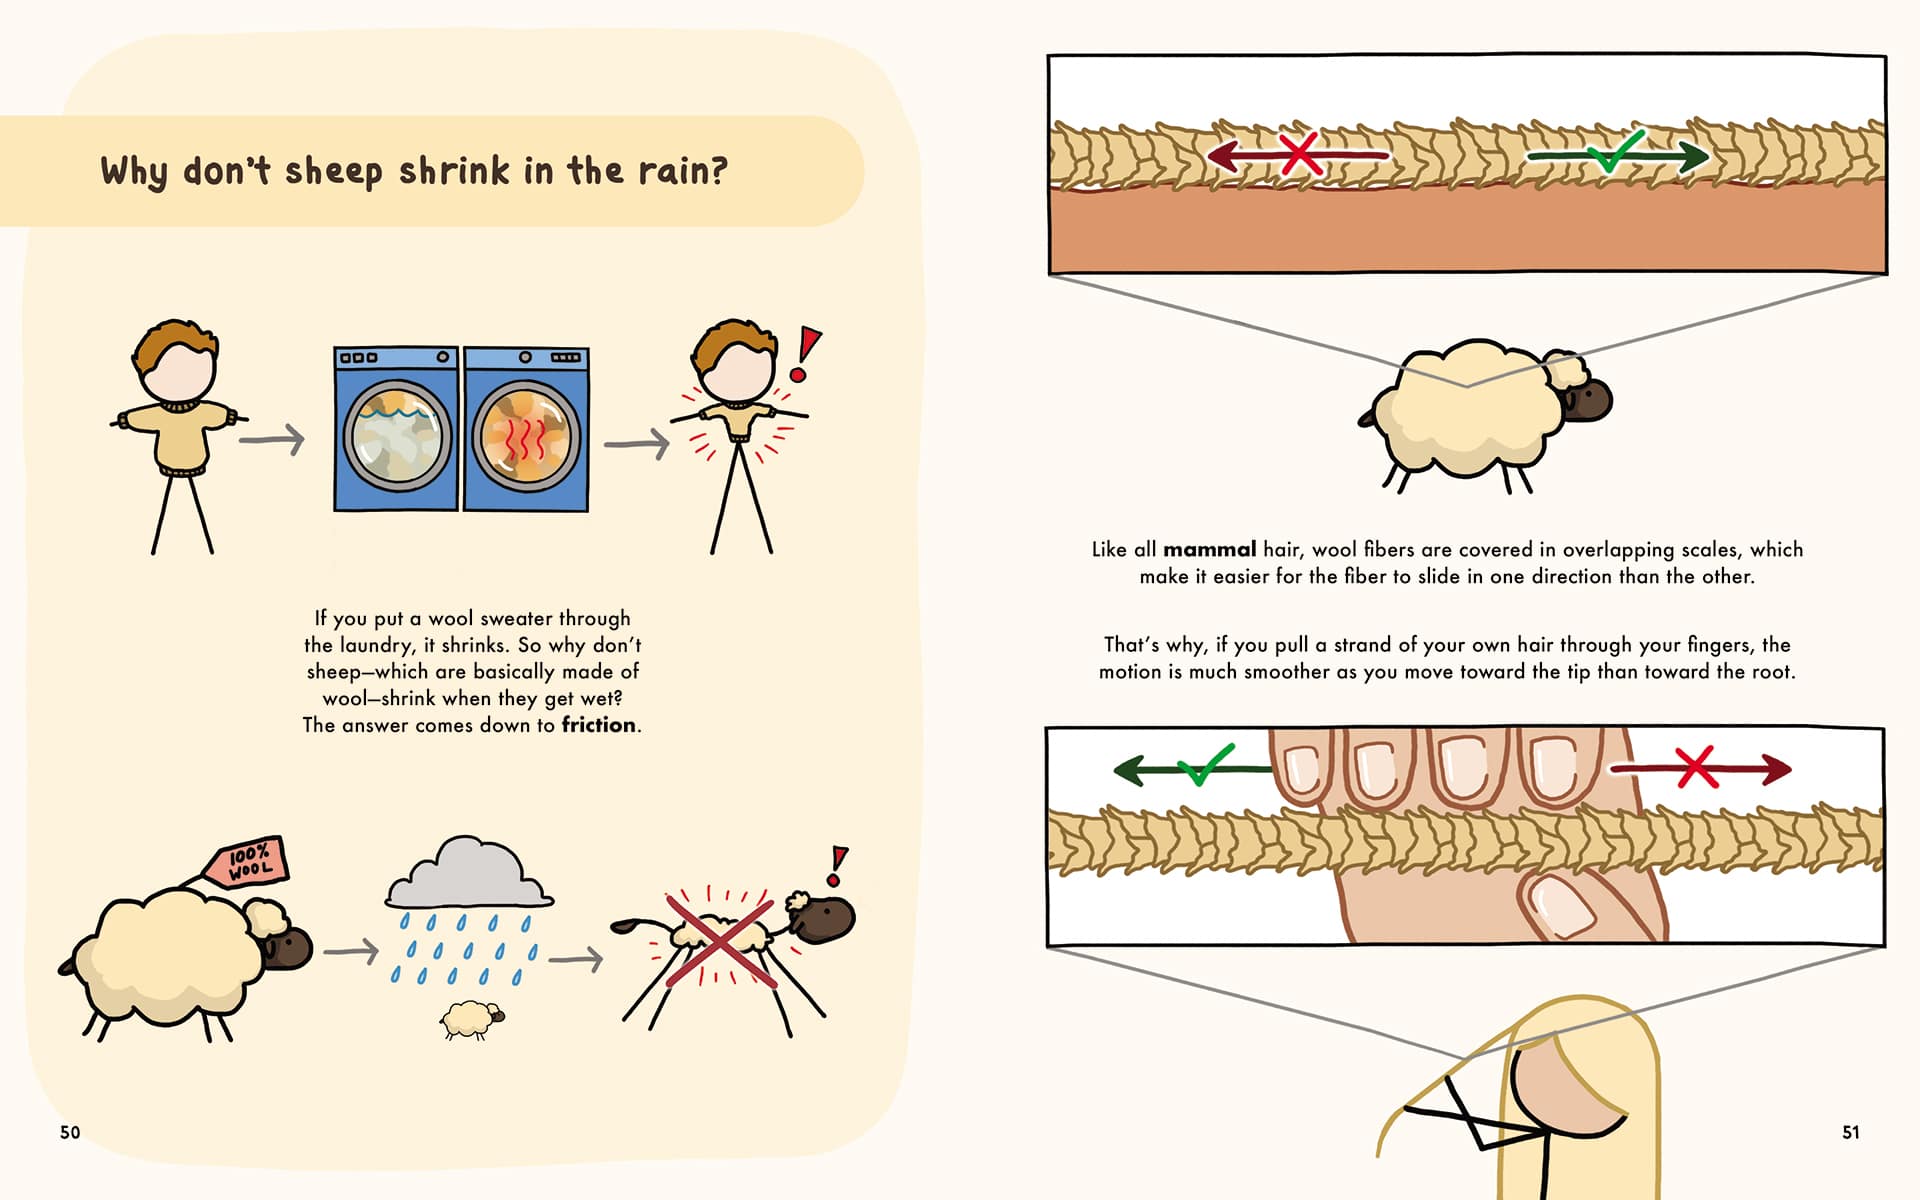 Why don't sheep shrink in the rain?
If you put a wool sweater through
the laundry, it shrinks. So why don't
sheep—which are basically made of
wool—shrink when they get wet?
The answer comes down to friction.
100%
WOOL
50
Like all mammal hair, wool fibers are covered in overlapping scales, which
make it easier for the fiber to slide in one direction than the other.
That's why, if you pull a strand of your own hair through your fingers, the
motion is much smoother as you move toward the tip than toward the root.
51